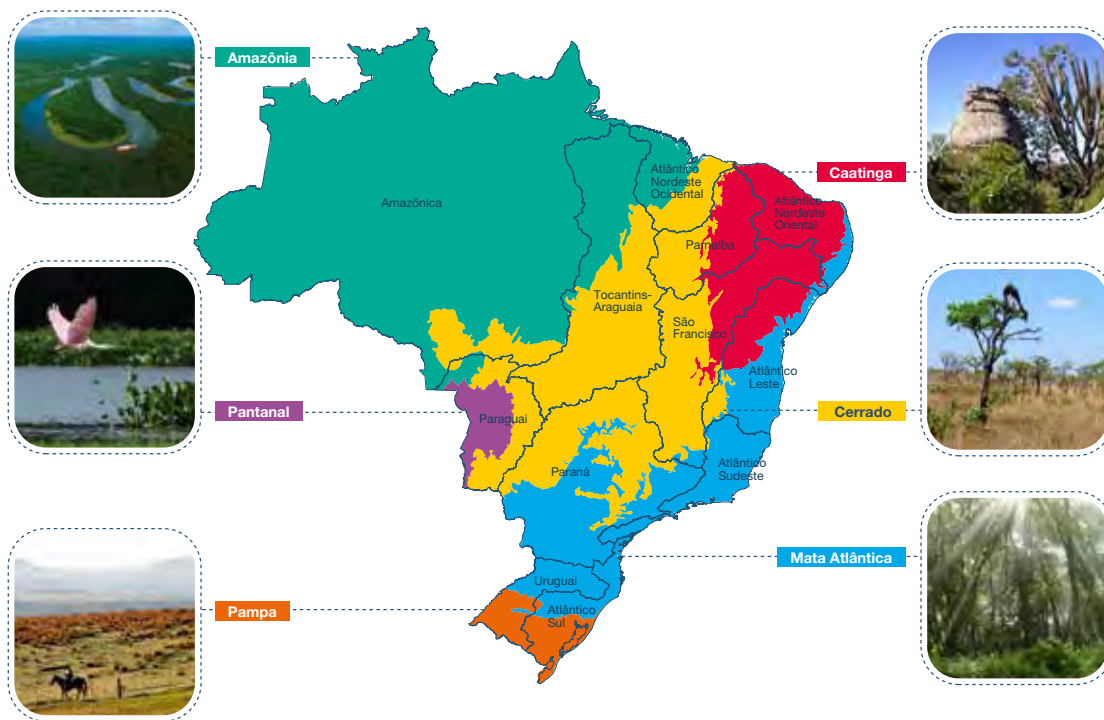 Amazônia
Caatinga
Atlântico
Nordeste
Ocidental
Amazônica
Atlântico
Nordeste
Oriental
Parnaíba
Tocantins-
Araguaia
São
Francisco
Atlântico
Leste
Pantanal
Paraguai
Cerrado
Paraná
Atlântico
Sudeste
Mata Atlântica
Uruguai
Pampa
Atlântico
Sul